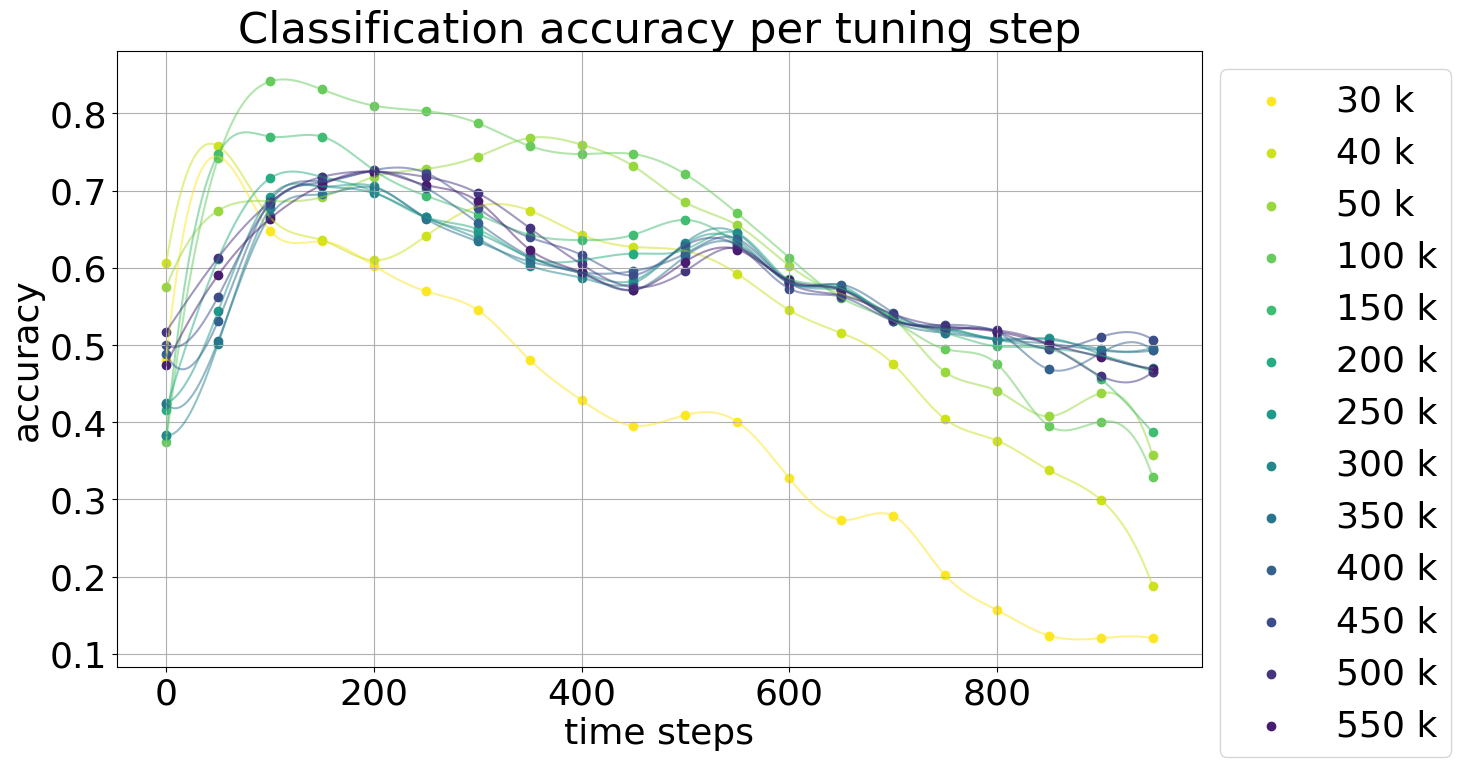 Classification accuracy per tuning step
accuracy
0.8
0.7
0.6
0.5
0.4
0.3
0.2
0.1
0
200
400
600
800
time steps
30 k
40 k
50 k
100 k
150 k
200 k
250 k
300 k
350 k
400 k
450 k
500 k
550 k